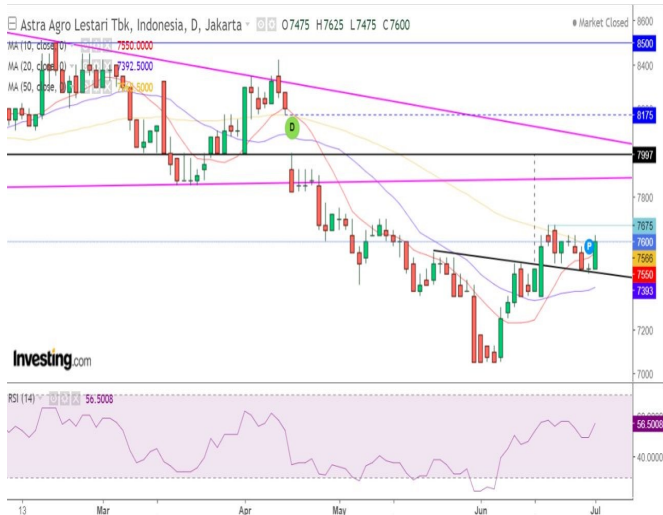 Astra Agro Lestari Tbk, Indonesia, D, Jakarta O7475 H7625 L7475 C7600
Market Closed
MA (10, close, 0) 7550.0000
MA (20, close, 0) 7392.5000
MA (50, close,
8600
8500
8400
8175
D
7997
7800
7675
P
7600
7566
7550
7393
7200
7000
Investing.com
RSI (14) 56.5008
56.5008
40.0000
13 Mar Apr May Jun Jul